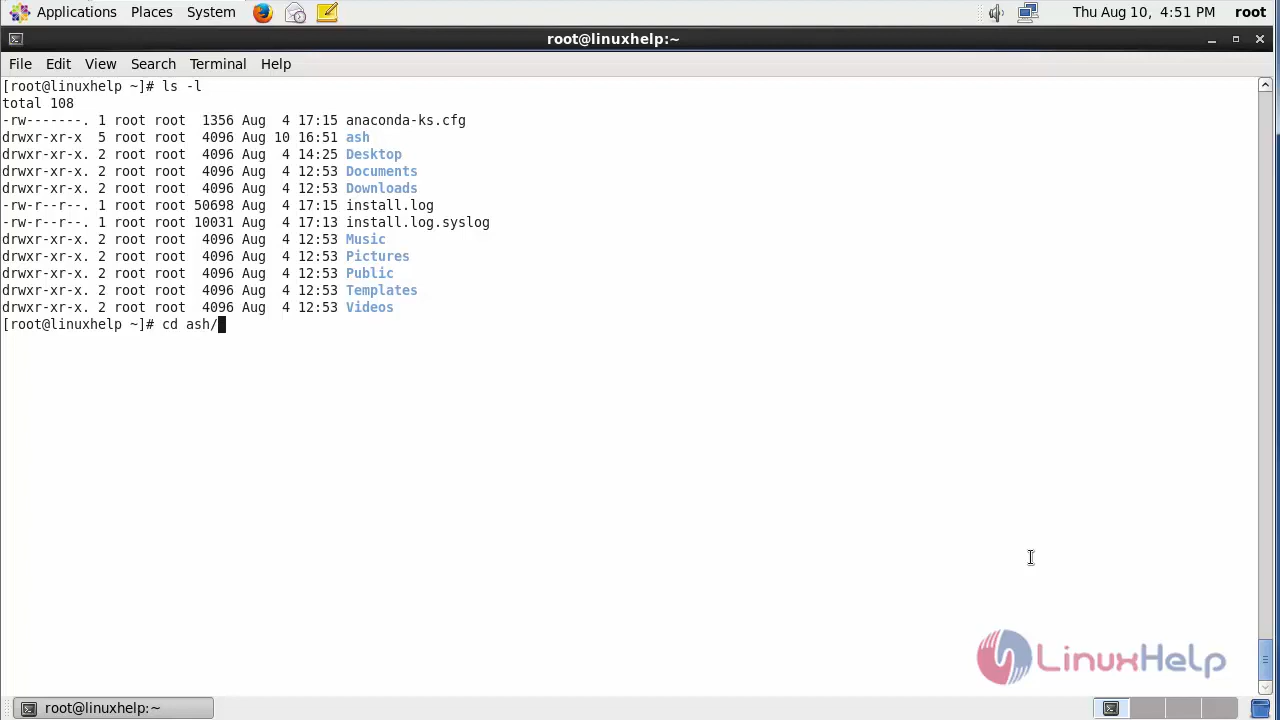 Applications Places System Thu Aug 10, 4:51 PM root
root@linuxhelp:~
File Edit View Search Terminal Help
[root@linuxhelp ~]# ls -l
total 108
-rw-------. 1 root root  1356 Aug  4 17:15 anaconda-ks.cfg
drwxr-xr-x  5 root root  4096 Aug 10 16:51 ash
drwxr-xr-x. 2 root root  4096 Aug  4 14:25 Desktop
drwxr-xr-x. 2 root root  4096 Aug  4 12:53 Documents
drwxr-xr-x. 2 root root  4096 Aug  4 12:53 Downloads
-rw-r--r--. 1 root root 50698 Aug  4 17:15 install.log
-rw-r--r--. 1 root root 10031 Aug  4 17:13 install.log.syslog
drwxr-xr-x. 2 root root  4096 Aug  4 12:53 Music
drwxr-xr-x. 2 root root  4096 Aug  4 12:53 Pictures
drwxr-xr-x. 2 root root  4096 Aug  4 12:53 Public
drwxr-xr-x. 2 root root  4096 Aug  4 12:53 Templates
drwxr-xr-x. 2 root root  4096 Aug  4 12:53 Videos
[root@linuxhelp ~]# cd ash/
LinuxHelp
root@linuxhelp:~